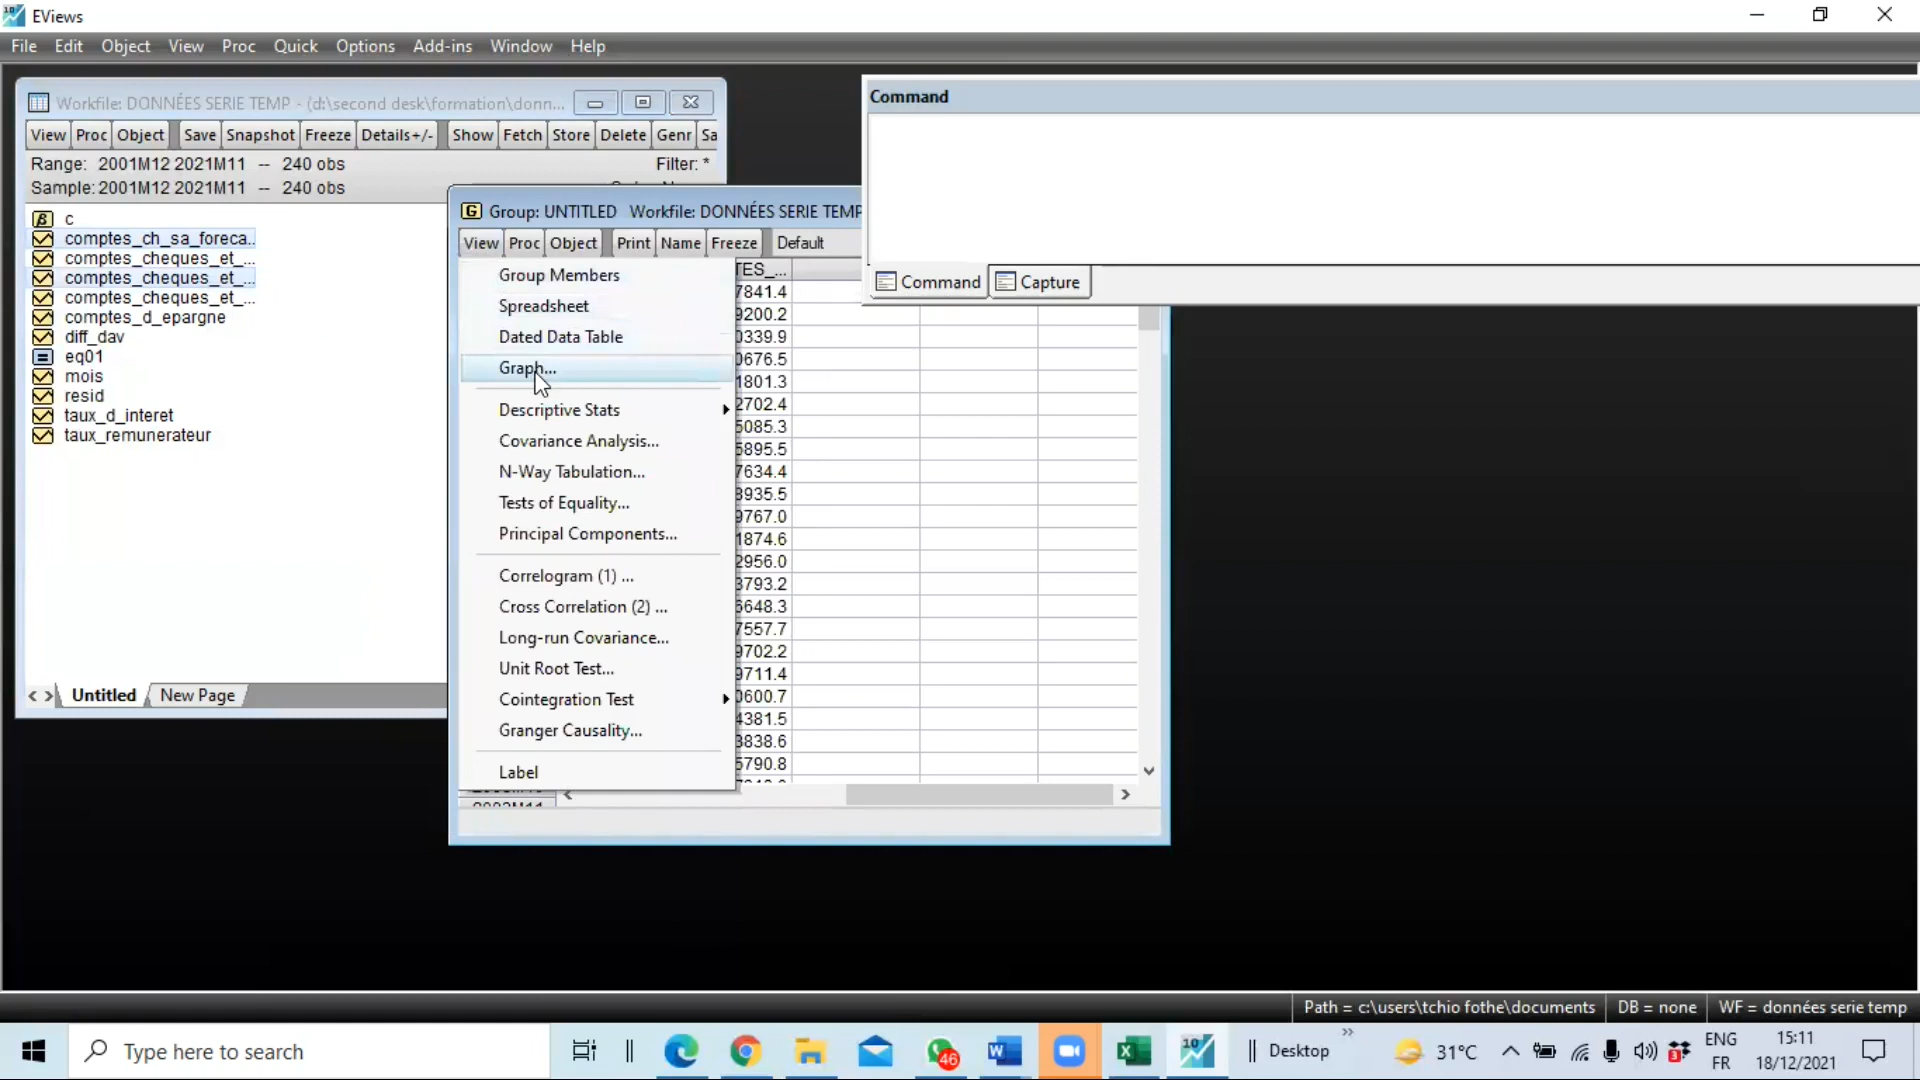 EViews
File Edit Object View Proc Quick Options Add-ins Window Help
Workfile: DONNÉES SERIE TEMP - (d:\second desk\formation\donn...
View Proc Object Save Snapshot Freeze Details+/- Show Fetch Store Delete Genr Sa
Range: 2001M12 2021M11 -- 240 obs Filter: *
Sample: 2001M12 2021M11 -- 240 obs
c
comptes_ch_sa_foreca..
comptes_cheques_et_...
comptes_cheques_et_...
comptes_cheques_et_...
comptes_d_epargne
diff_dav
eq01
mois
resid
taux_d_interet
taux_remunerateur
Untitled New Page
Group: UNTITLED Workfile: DONNÉES SERIE TEMP
View Proc Object Print Name Freeze Default
Group Members
Spreadsheet
Dated Data Table
Graph...
Descriptive Stats
Covariance Analysis...
N-Way Tabulation...
Tests of Equality...
Principal Components...
Correlogram (1) ...
Cross Correlation (2) ...
Long-run Covariance...
Unit Root Test...
Cointegration Test
Granger Causality...
Label
TES_...
7841.4
9200.2
0339.9
0676.5
1801.3
2702.4
5085.3
5895.5
7634.4
8935.5
9767.0
1874.6
2956.0
3793.2
6648.3
7557.7
9702.2
9711.4
0600.7
4381.5
3838.6
5790.8
Command
Command Capture
Path = c:\users\tchio fothe\documents DB = none WF = données serie temp
Type here to search
46
Desktop
31°C
3
ENG
FR
15:11
18/12/2021